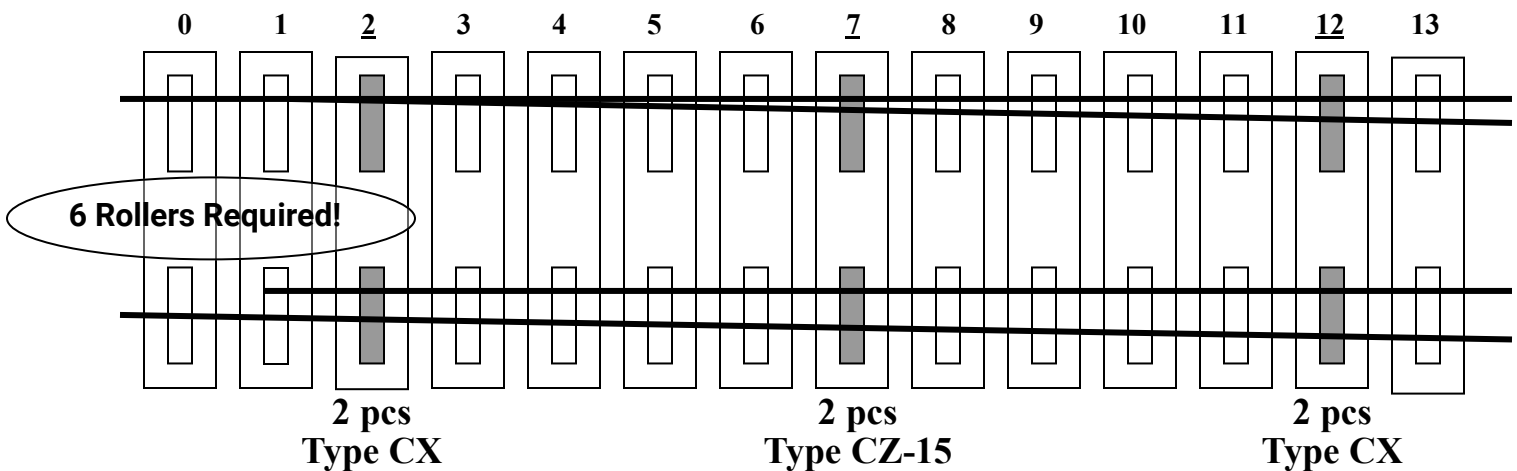 0 1 2 3 4 5 6 7 8 9 10 11 12 13
6 Rollers Required!
2 pcs 2 pcs 2 pcs
Type CX Type CZ-15 Type CX